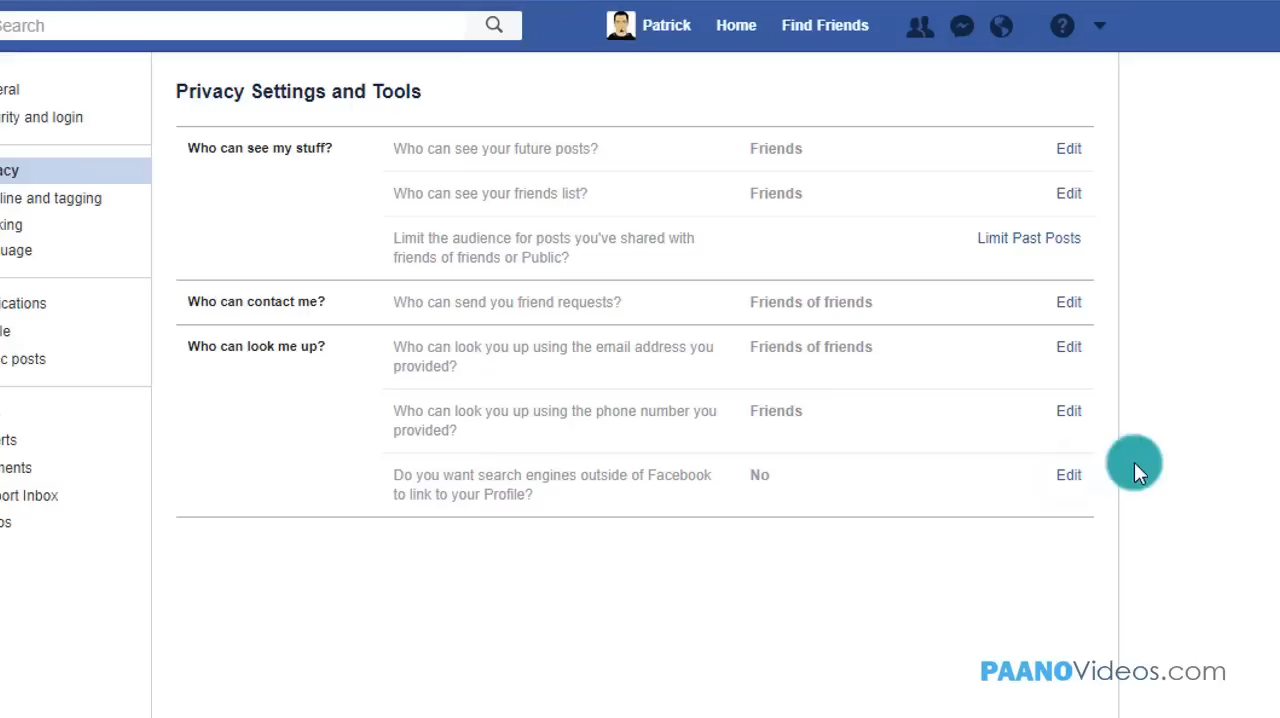 Search
Patrick Home Find Friends
eral
rity and login
acy
line and tagging
king
uage
ications
le
c posts
rts
nents
ort Inbox
os
Privacy Settings and Tools
Who can see my stuff? Who can see your future posts? Friends Edit
Who can see your friends list? Friends Edit
Limit the audience for posts you've shared with Limit Past Posts
friends of friends or Public?
Who can contact me? Who can send you friend requests? Friends of friends Edit
Who can look me up? Who can look you up using the email address you Friends of friends Edit
provided?
Who can look you up using the phone number you Friends Edit
provided?
Do you want search engines outside of Facebook No Edit
to link to your Profile?
PAANOVideos.com